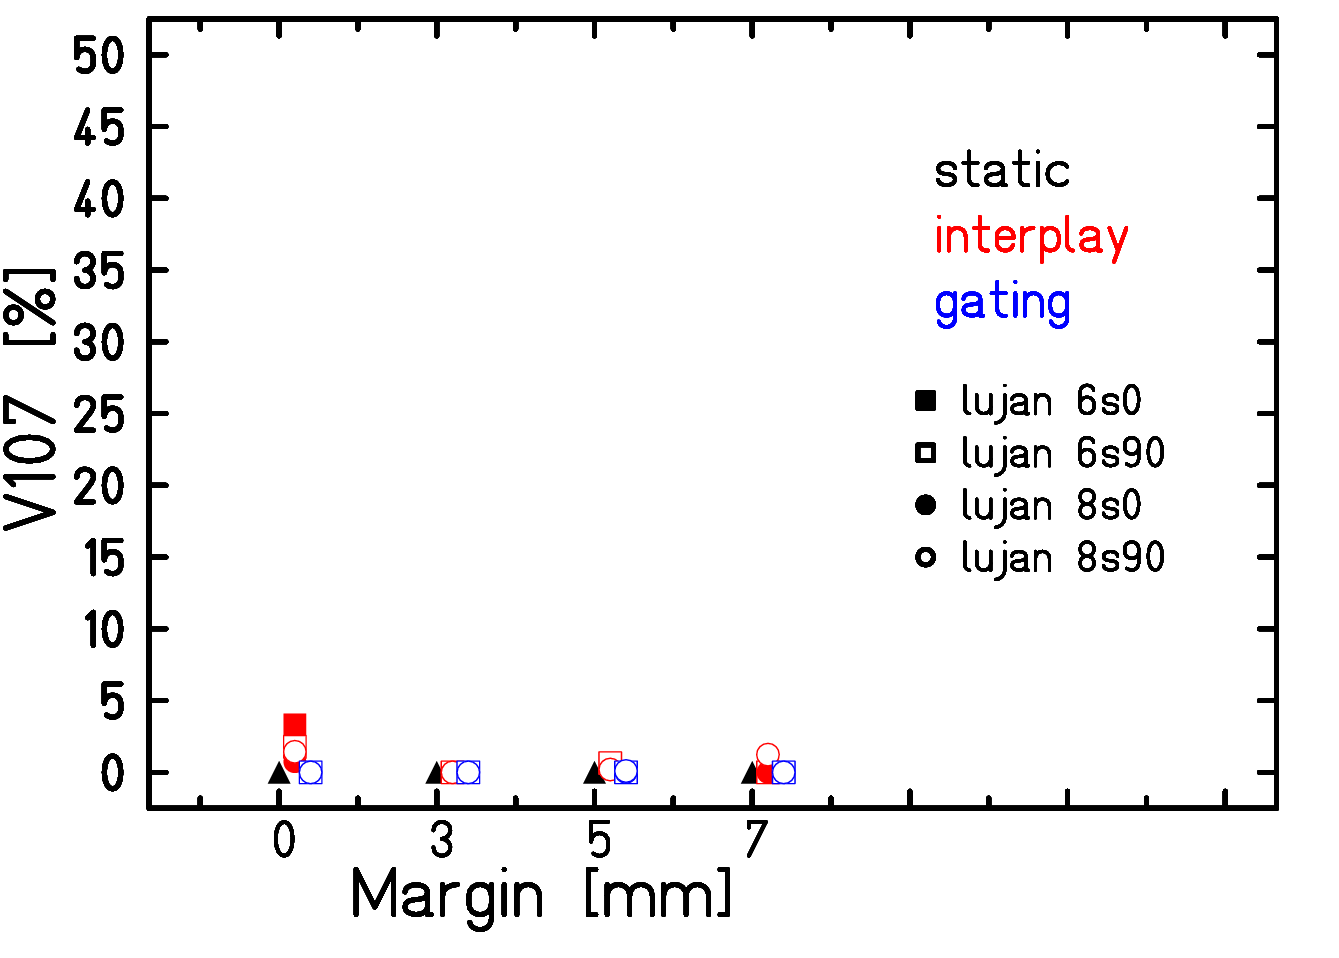 50
45
40
35
30
25
20
15
10
5
0
V107 [%]
static
interplay
gating
lujan 6s0
lujan 6s90
lujan 8s0
lujan 8s90
0 3 5 7
Margin [mm]